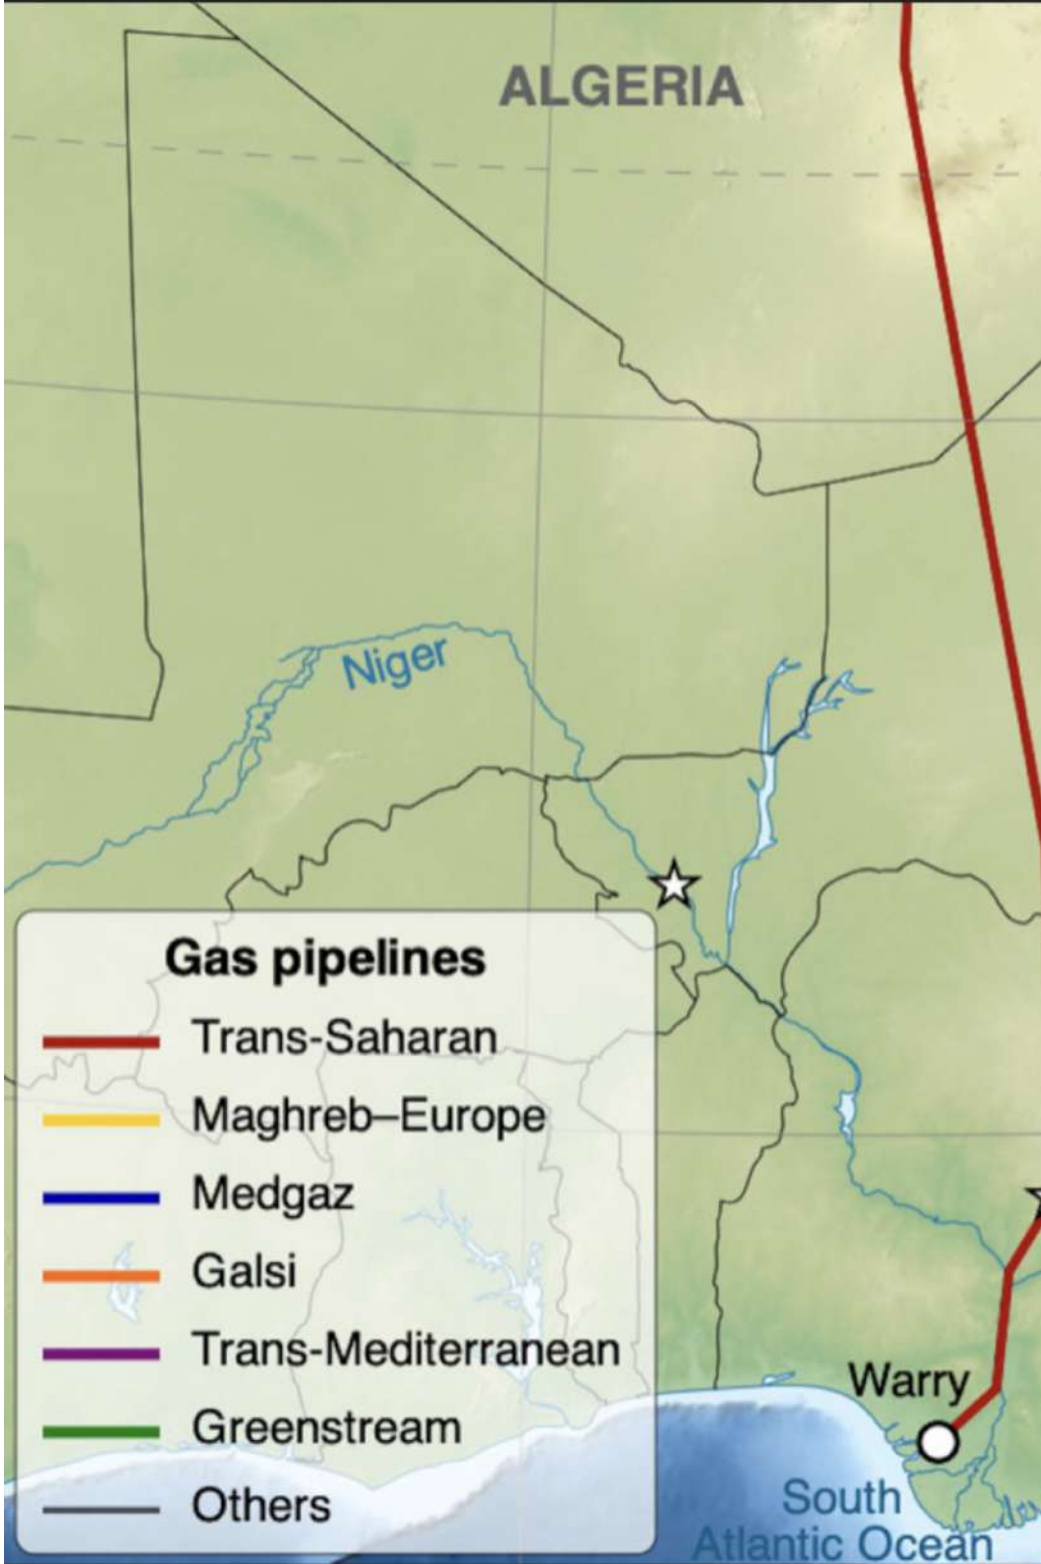 ALGERIA
Niger
Gas pipelines
Trans-Saharan
Maghreb–Europe
Medgaz
Galsi
Trans-Mediterranean
Greenstream
Others
Warry
South
Atlantic Ocean